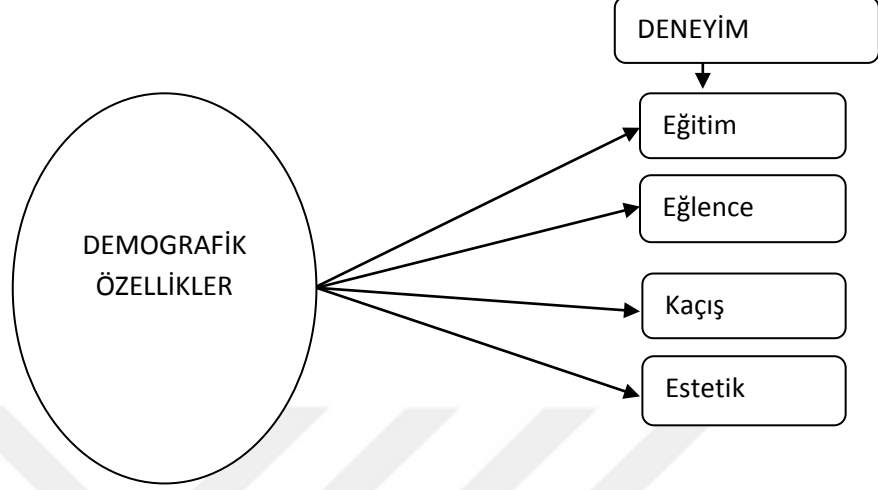 DENEYİM
Eğitim
Eğlence
DEMOGRAFİK
ÖZELLİKLER
Kaçış
Estetik